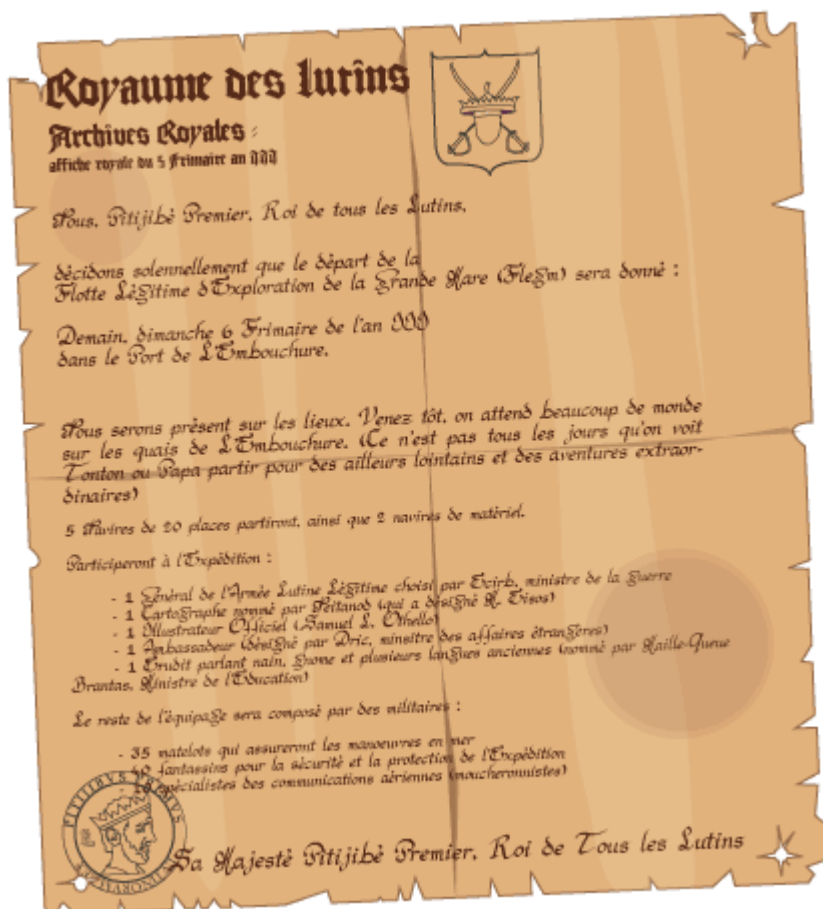 Royaume des lutins
Archives Royales :
affiche royale du 5 Frimaire an III
Nous, Pitijibé Premier, Roi de tous les Lutins,
décidons solennellement que le départ de la
Flotte Légitime d'Exploration de la Grande Mare (Flegm) sera donné :
Demain, dimanche 6 Frimaire de l'an III
dans le Port de L'Embouchure.
Nous serons présent sur les lieux. Venez tôt, on attend beaucoup de monde
sur les quais de L'Embouchure. (Ce n'est pas tous les jours qu'on voit
Tonton ou Papa partir pour des ailleurs lointains et des aventures extraor-
dinaires)
5 Navires de 20 places partiront, ainsi que 2 navires de matériel.
Participeront à l'Expédition :
- 1 Général de l'Armée Lutine Légitime choisi par Ecirb, ministre de la guerre
- 1 Cartographe nommé par Peitanod (qui a désigné M. Eisos)
- 1 Illustrateur Officiel (Samuel L. Othello)
- 1 Ambassadeur (désigné par Dric, minsitre des affaires étrangères)
- 1 Erudit parlant nain, gnome et plusieurs langues anciennes (nommé par Maille-Queue
Brantas, Ministre de l'Education)
Le reste de l'équipage sera composé par des militaires :
- 35 matelots qui assureront les manoeuvres en mer
fantassins pour la sécurité et la protection de l'Expédition
spécialistes des communications aériennes (moucheronnistes)
Sa Majesté Pitijibé Premier, Roi de Tous les Lutins